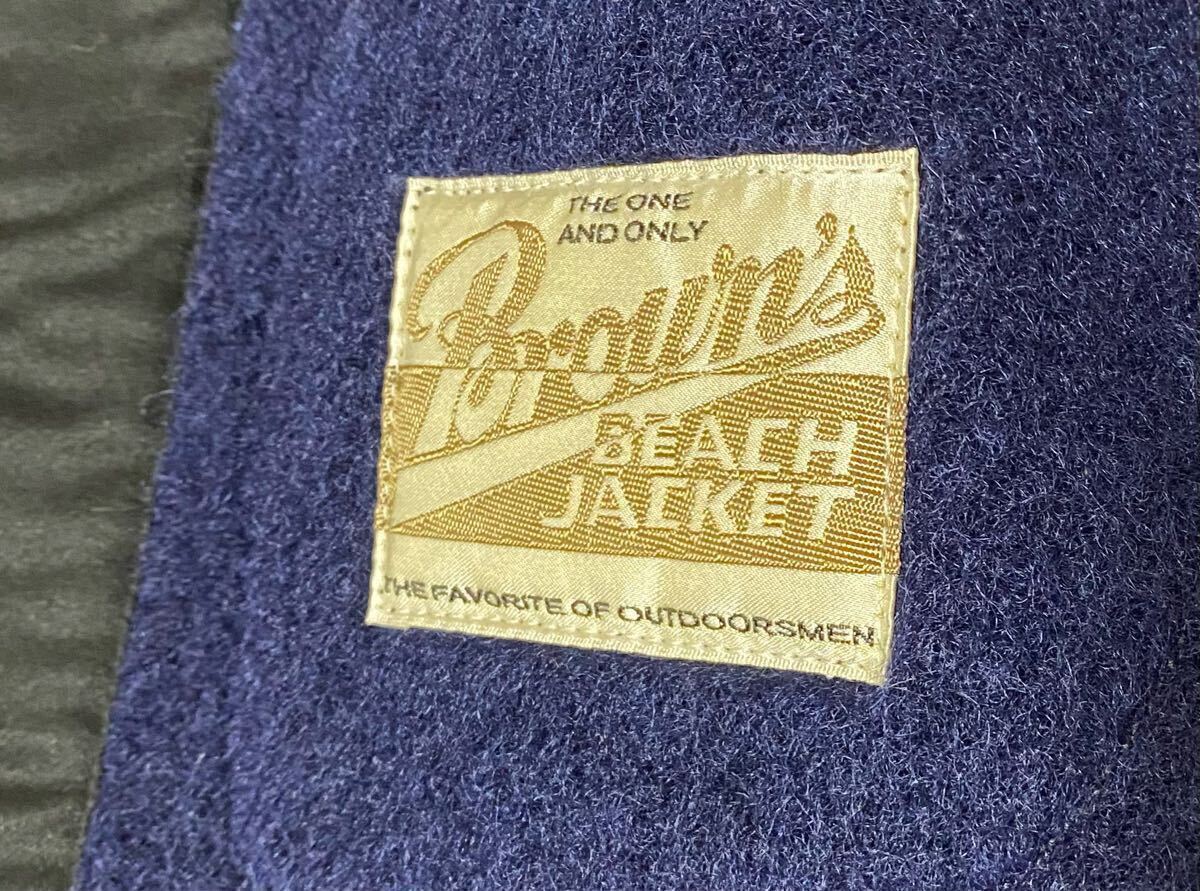 THE ONE
AND ONLY
Brown's
BEACH
JACKET
THE FAVORITE OF OUTDOORSMEN